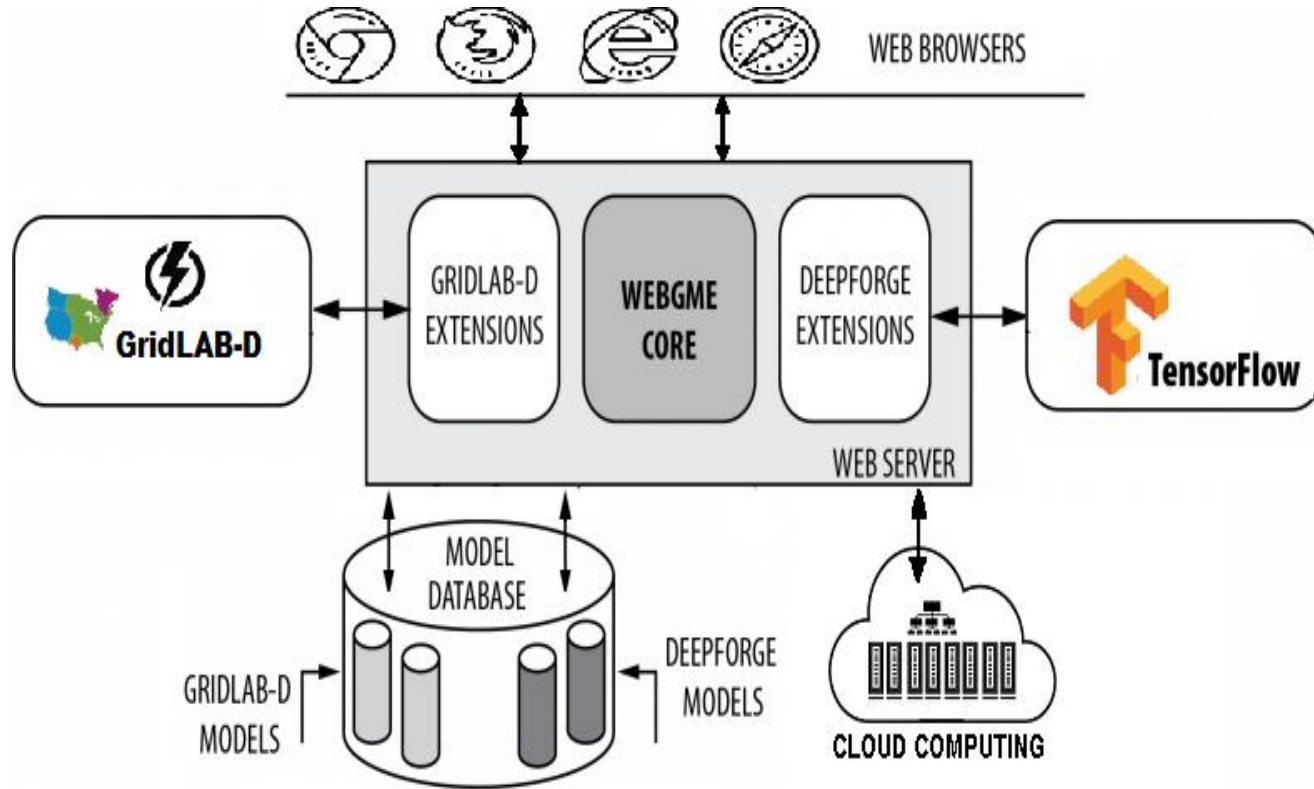 WEB BROWSERS
GRIDLAB-D
EXTENSIONS
WEBGME
CORE
DEEPFORGE
EXTENSIONS
GridLAB-D
TensorFlow
WEB SERVER
MODEL
DATABASE
GRIDLAB-D
MODELS
DEEPFORGE
MODELS
CLOUD COMPUTING